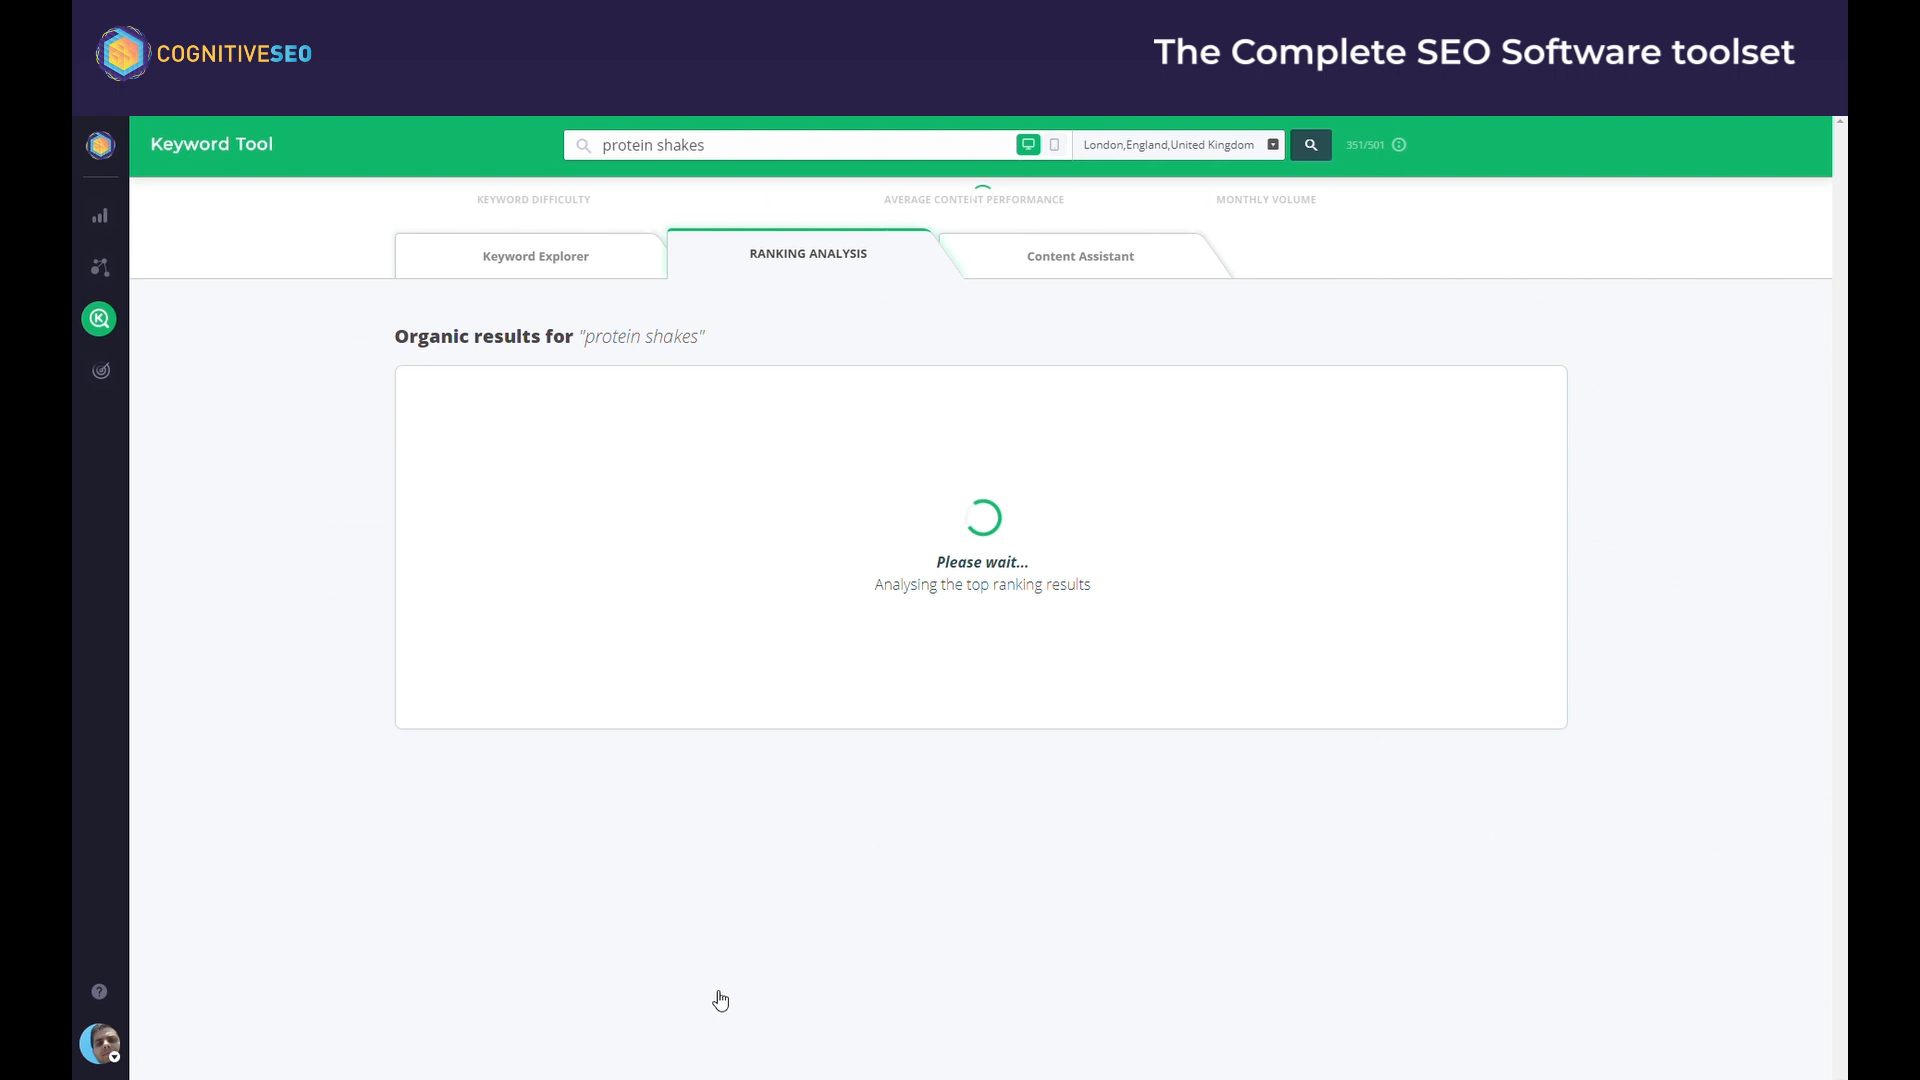 COGNITIVESEO
The Complete SEO Software toolset
Keyword Tool
protein shakes
London,England,United Kingdom
351/501
KEYWORD DIFFICULTY
AVERAGE CONTENT PERFORMANCE
MONTHLY VOLUME
Keyword Explorer
RANKING ANALYSIS
Content Assistant
Organic results for "protein shakes"
Please wait...
Analysing the top ranking results